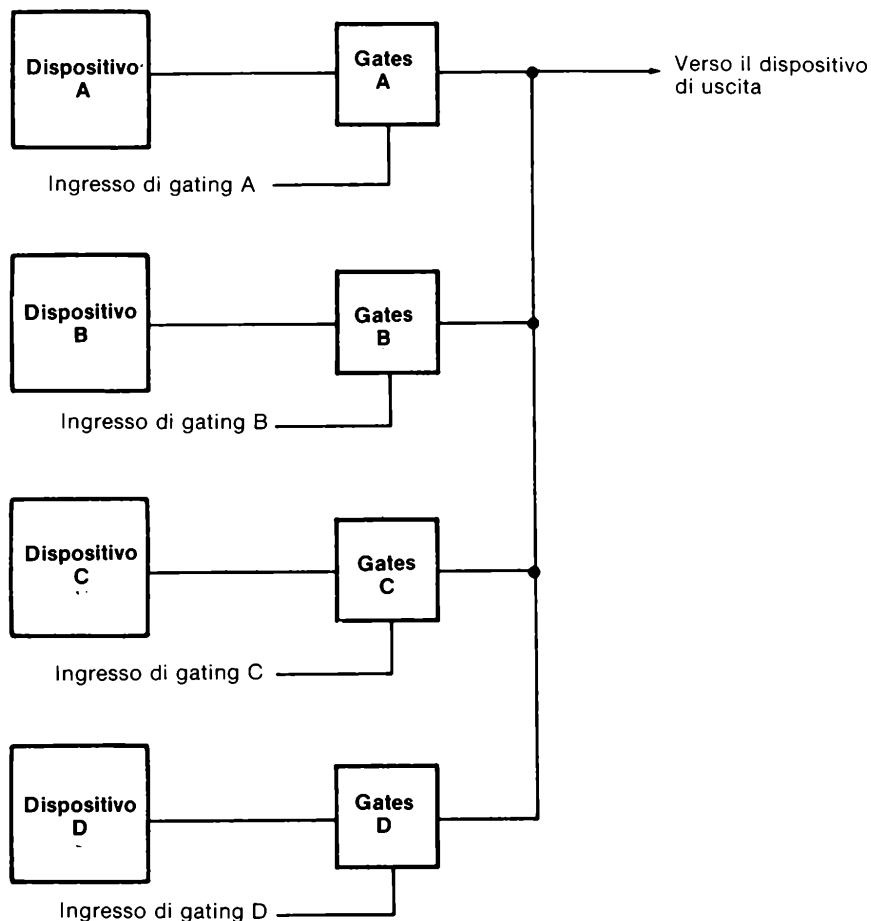 Dispositivo
A
Gates
A
Verso il dispositivo
di uscita
Ingresso di gating A
Dispositivo
B
Gates
B
Ingresso di gating B
Dispositivo
C
Gates
C
Ingresso di gating C
Dispositivo
D
Gates
D
Ingresso di gating D